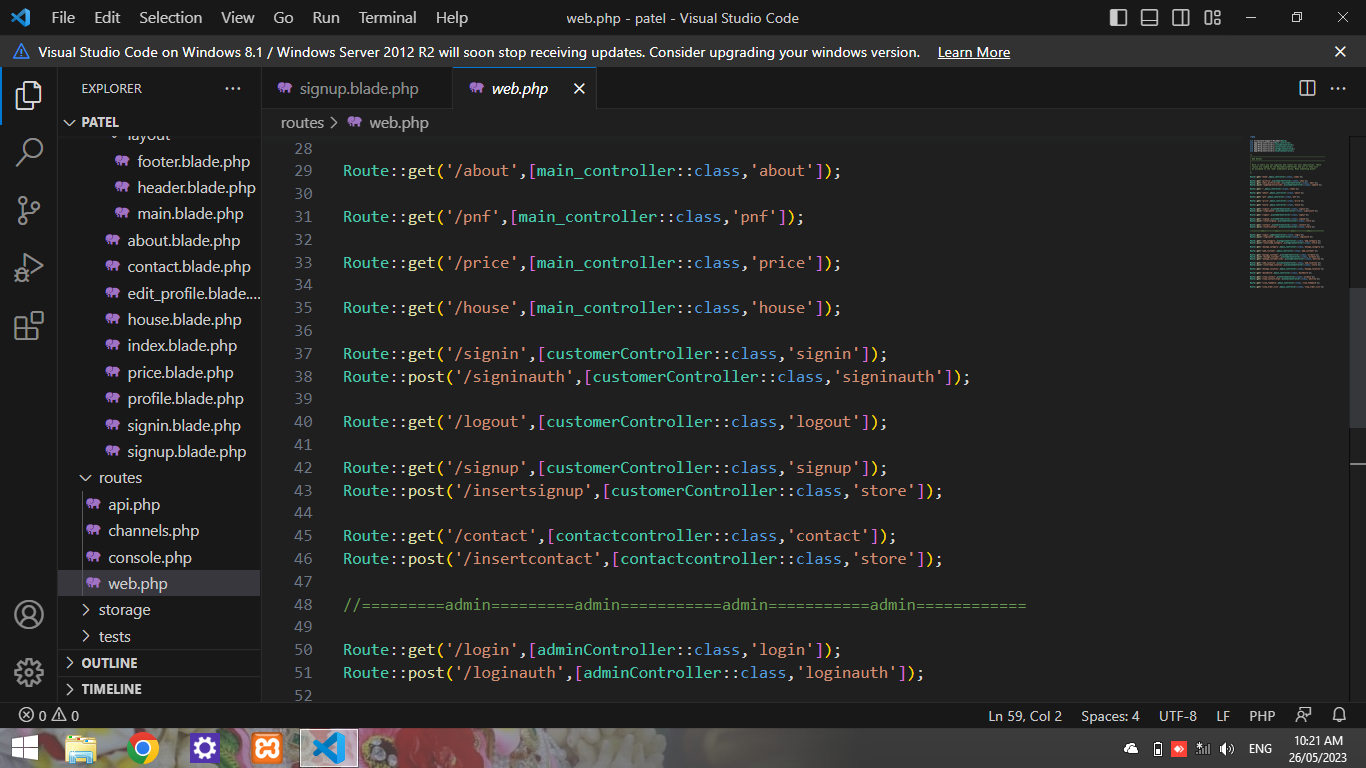 File Edit Selection View Go Run Terminal Help
web.php - patel - Visual Studio Code
Visual Studio Code on Windows 8.1 / Windows Server 2012 R2 will soon stop receiving updates. Consider upgrading your windows version. Learn More
EXPLORER
PATEL
layout
footer.blade.php
header.blade.php
main.blade.php
about.blade.php
contact.blade.php
edit_profile.blade....
house.blade.php
index.blade.php
price.blade.php
profile.blade.php
signin.blade.php
signup.blade.php
routes
api.php
channels.php
console.php
web.php
storage
tests
OUTLINE
TIMELINE
signup.blade.php
web.php
routes > web.php
28
29 Route::get('/about',[main_controller::class,'about']);
30
31 Route::get('/pnf',[main_controller::class,'pnf']);
32
33 Route::get('/price',[main_controller::class,'price']);
34
35 Route::get('/house',[main_controller::class,'house']);
36
37 Route::get('/signin',[customerController::class,'signin']);
38 Route::post('/signinauth',[customerController::class,'signinauth']);
39
40 Route::get('/logout',[customerController::class,'logout']);
41
42 Route::get('/signup',[customerController::class,'signup']);
43 Route::post('/insertsignup',[customerController::class,'store']);
44
45 Route::get('/contact',[contactcontroller::class,'contact']);
46 Route::post('/insertcontact',[contactcontroller::class,'store']);
47
48 //=========admin=========admin===========admin===========admin============
49
50 Route::get('/login',[adminController::class,'login']);
51 Route::post('/loginauth',[adminController::class,'loginauth']);
52
0 0
Ln 59, Col 2 Spaces: 4 UTF-8 LF PHP
ENG
10:21 AM
26/05/2023